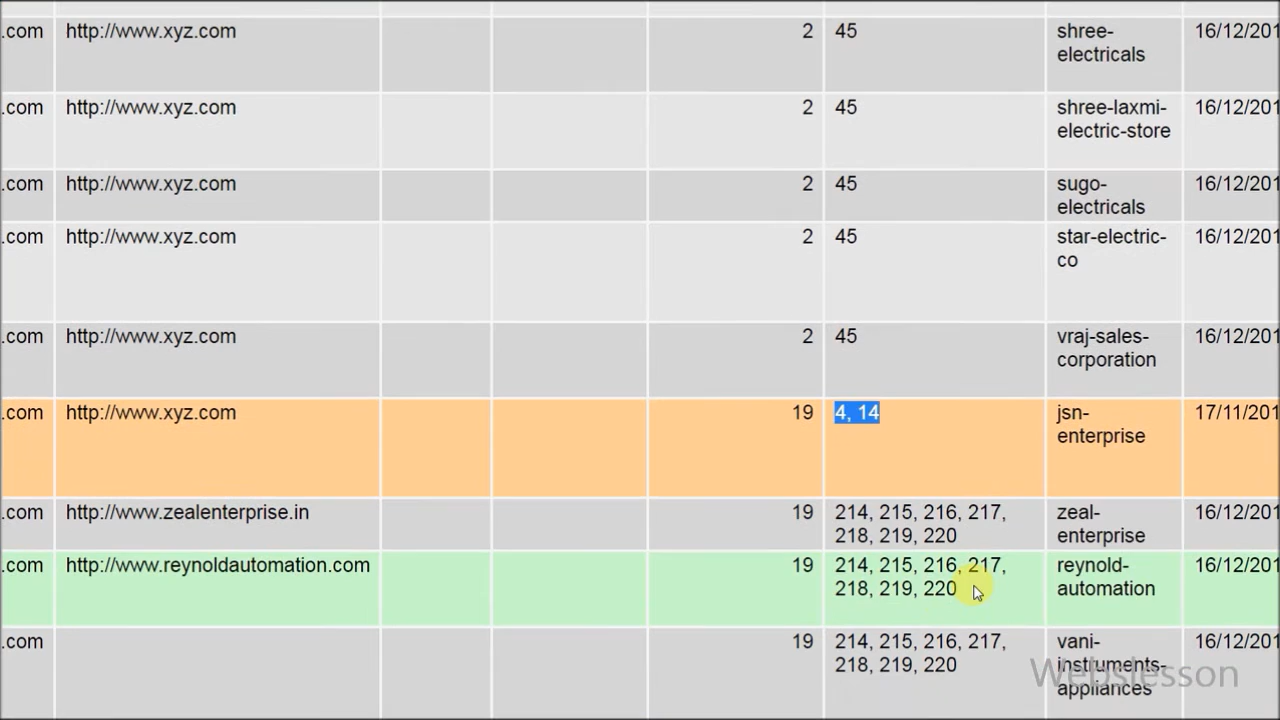 .com http://www.xyz.com 2 45 shree- 16/12/201
electricals
.com http://www.xyz.com 2 45 shree-laxmi- 16/12/201
electric-store
.com http://www.xyz.com 2 45 sugo- 16/12/201
electricals
.com http://www.xyz.com 2 45 star-electric- 16/12/201
co
.com http://www.xyz.com 2 45 vraj-sales- 16/12/201
corporation
.com http://www.xyz.com 19 4, 14 jsn- 17/11/201
enterprise
.com http://www.zealenterprise.in 19 214, 215, 216, 217, zeal- 16/12/201
218, 219, 220 enterprise
.com http://www.reynoldautomation.com 19 214, 215, 216, 217, reynold- 16/12/201
218, 219, 220 automation
.com 19 214, 215, 216, 217, vani- 16/12/201
218, 219, 220 instruments-
appliances
Webslesson